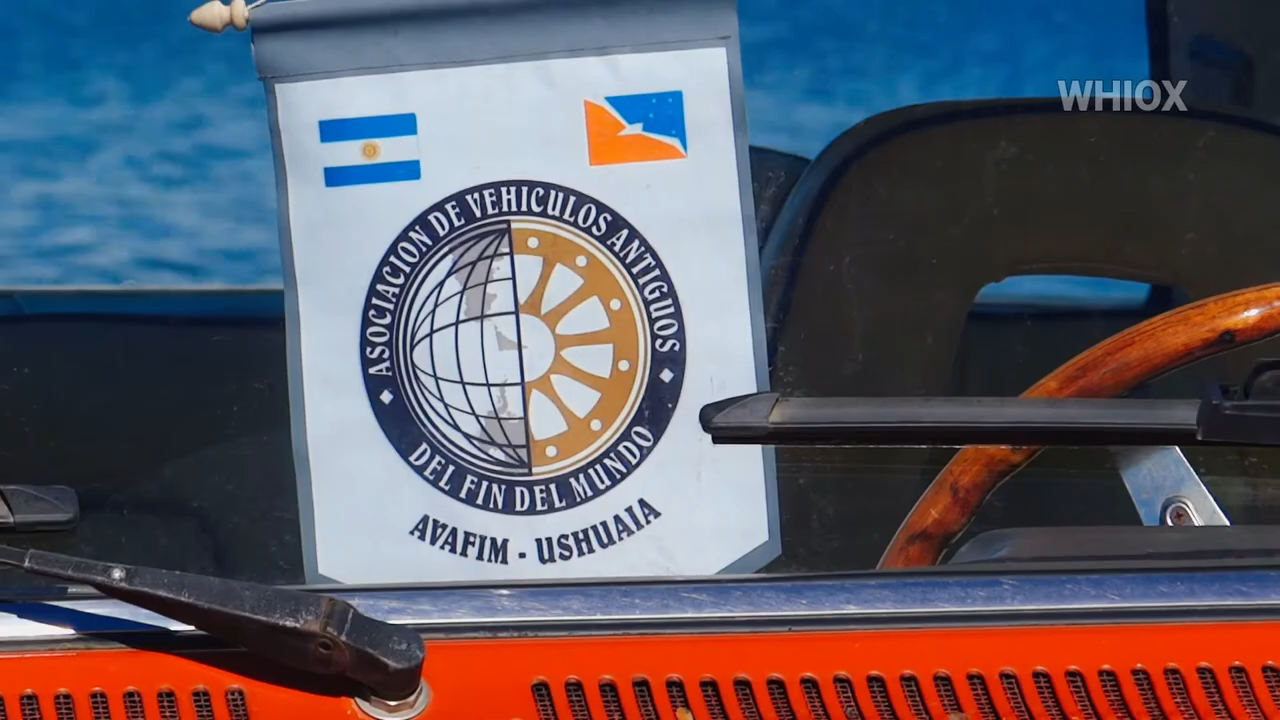 WHIOX
ASOCIACION DE VEHICULOS ANTIGUOS
DEL FIN DEL MUNDO
AVAFIM - USHUAIA